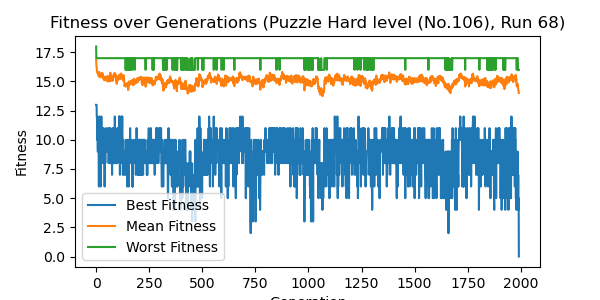 Fitness over Generations (Puzzle Hard level (No.106), Run 68)
Fitness
17.5
15.0
12.5
10.0
7.5
5.0
2.5
0.0
Best Fitness
Mean Fitness
Worst Fitness
0 250 500 750 1000 1250 1500 1750 2000
Generation